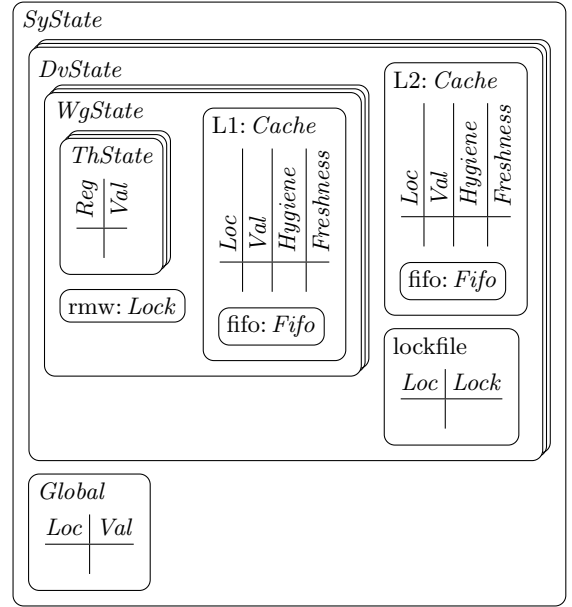 SyState
DvState
WgState
ThState
Reg Val
rmw: Lock
L1: Cache
Loc Val Hygiene Freshness
fifo: Fifo
L2: Cache
Loc Val Hygiene Freshness
fifo: Fifo
lockfile
Loc Lock
Global
Loc Val